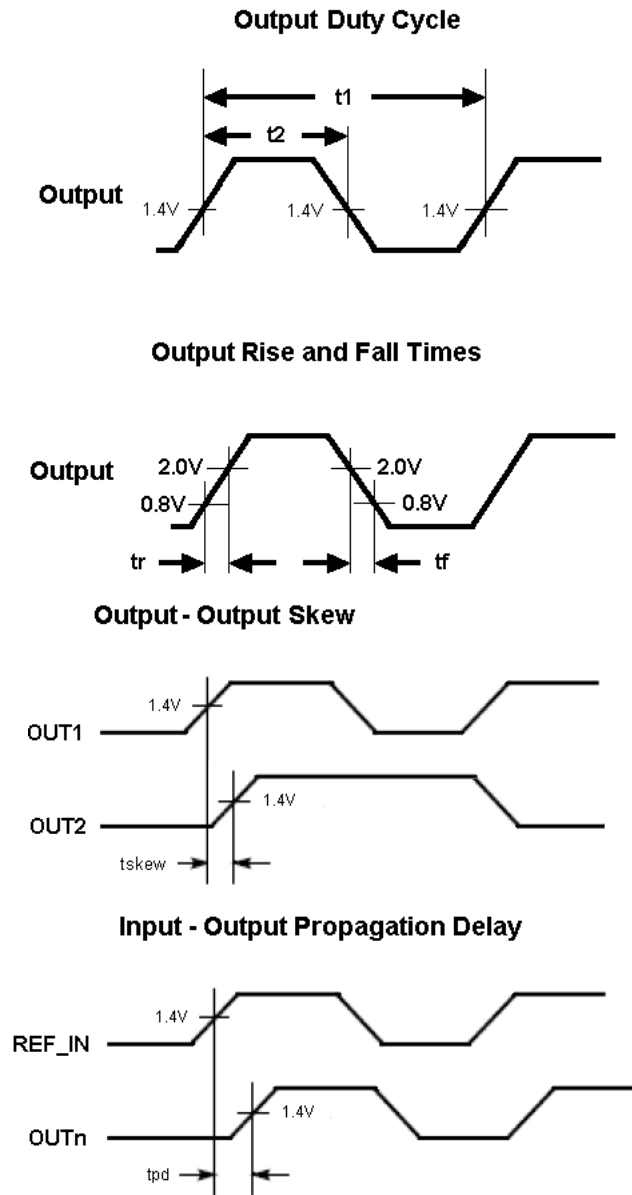 Output Duty Cycle
t1
t2
Output
1.4V 1.4V 1.4V
Output Rise and Fall Times
Output
2.0V 2.0V
0.8V 0.8V
tr tf
Output - Output Skew
1.4V
OUT1
1.4V
OUT2
tskew
Input - Output Propagation Delay
1.4V
REF_IN
1.4V
OUTn
tpd